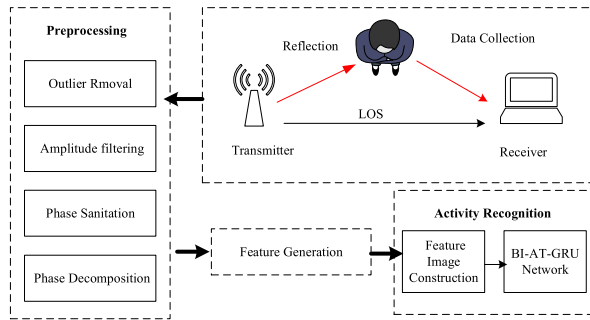 Preprocessing
Outlier Rmoval
Amplitude filtering
Phase Sanitation
Phase Decomposition
Reflection
Data Collection
LOS
Transmitter
Receiver
Feature Generation
Activity Recognition
Feature
Image
Construction
BI-AT-GRU
Network